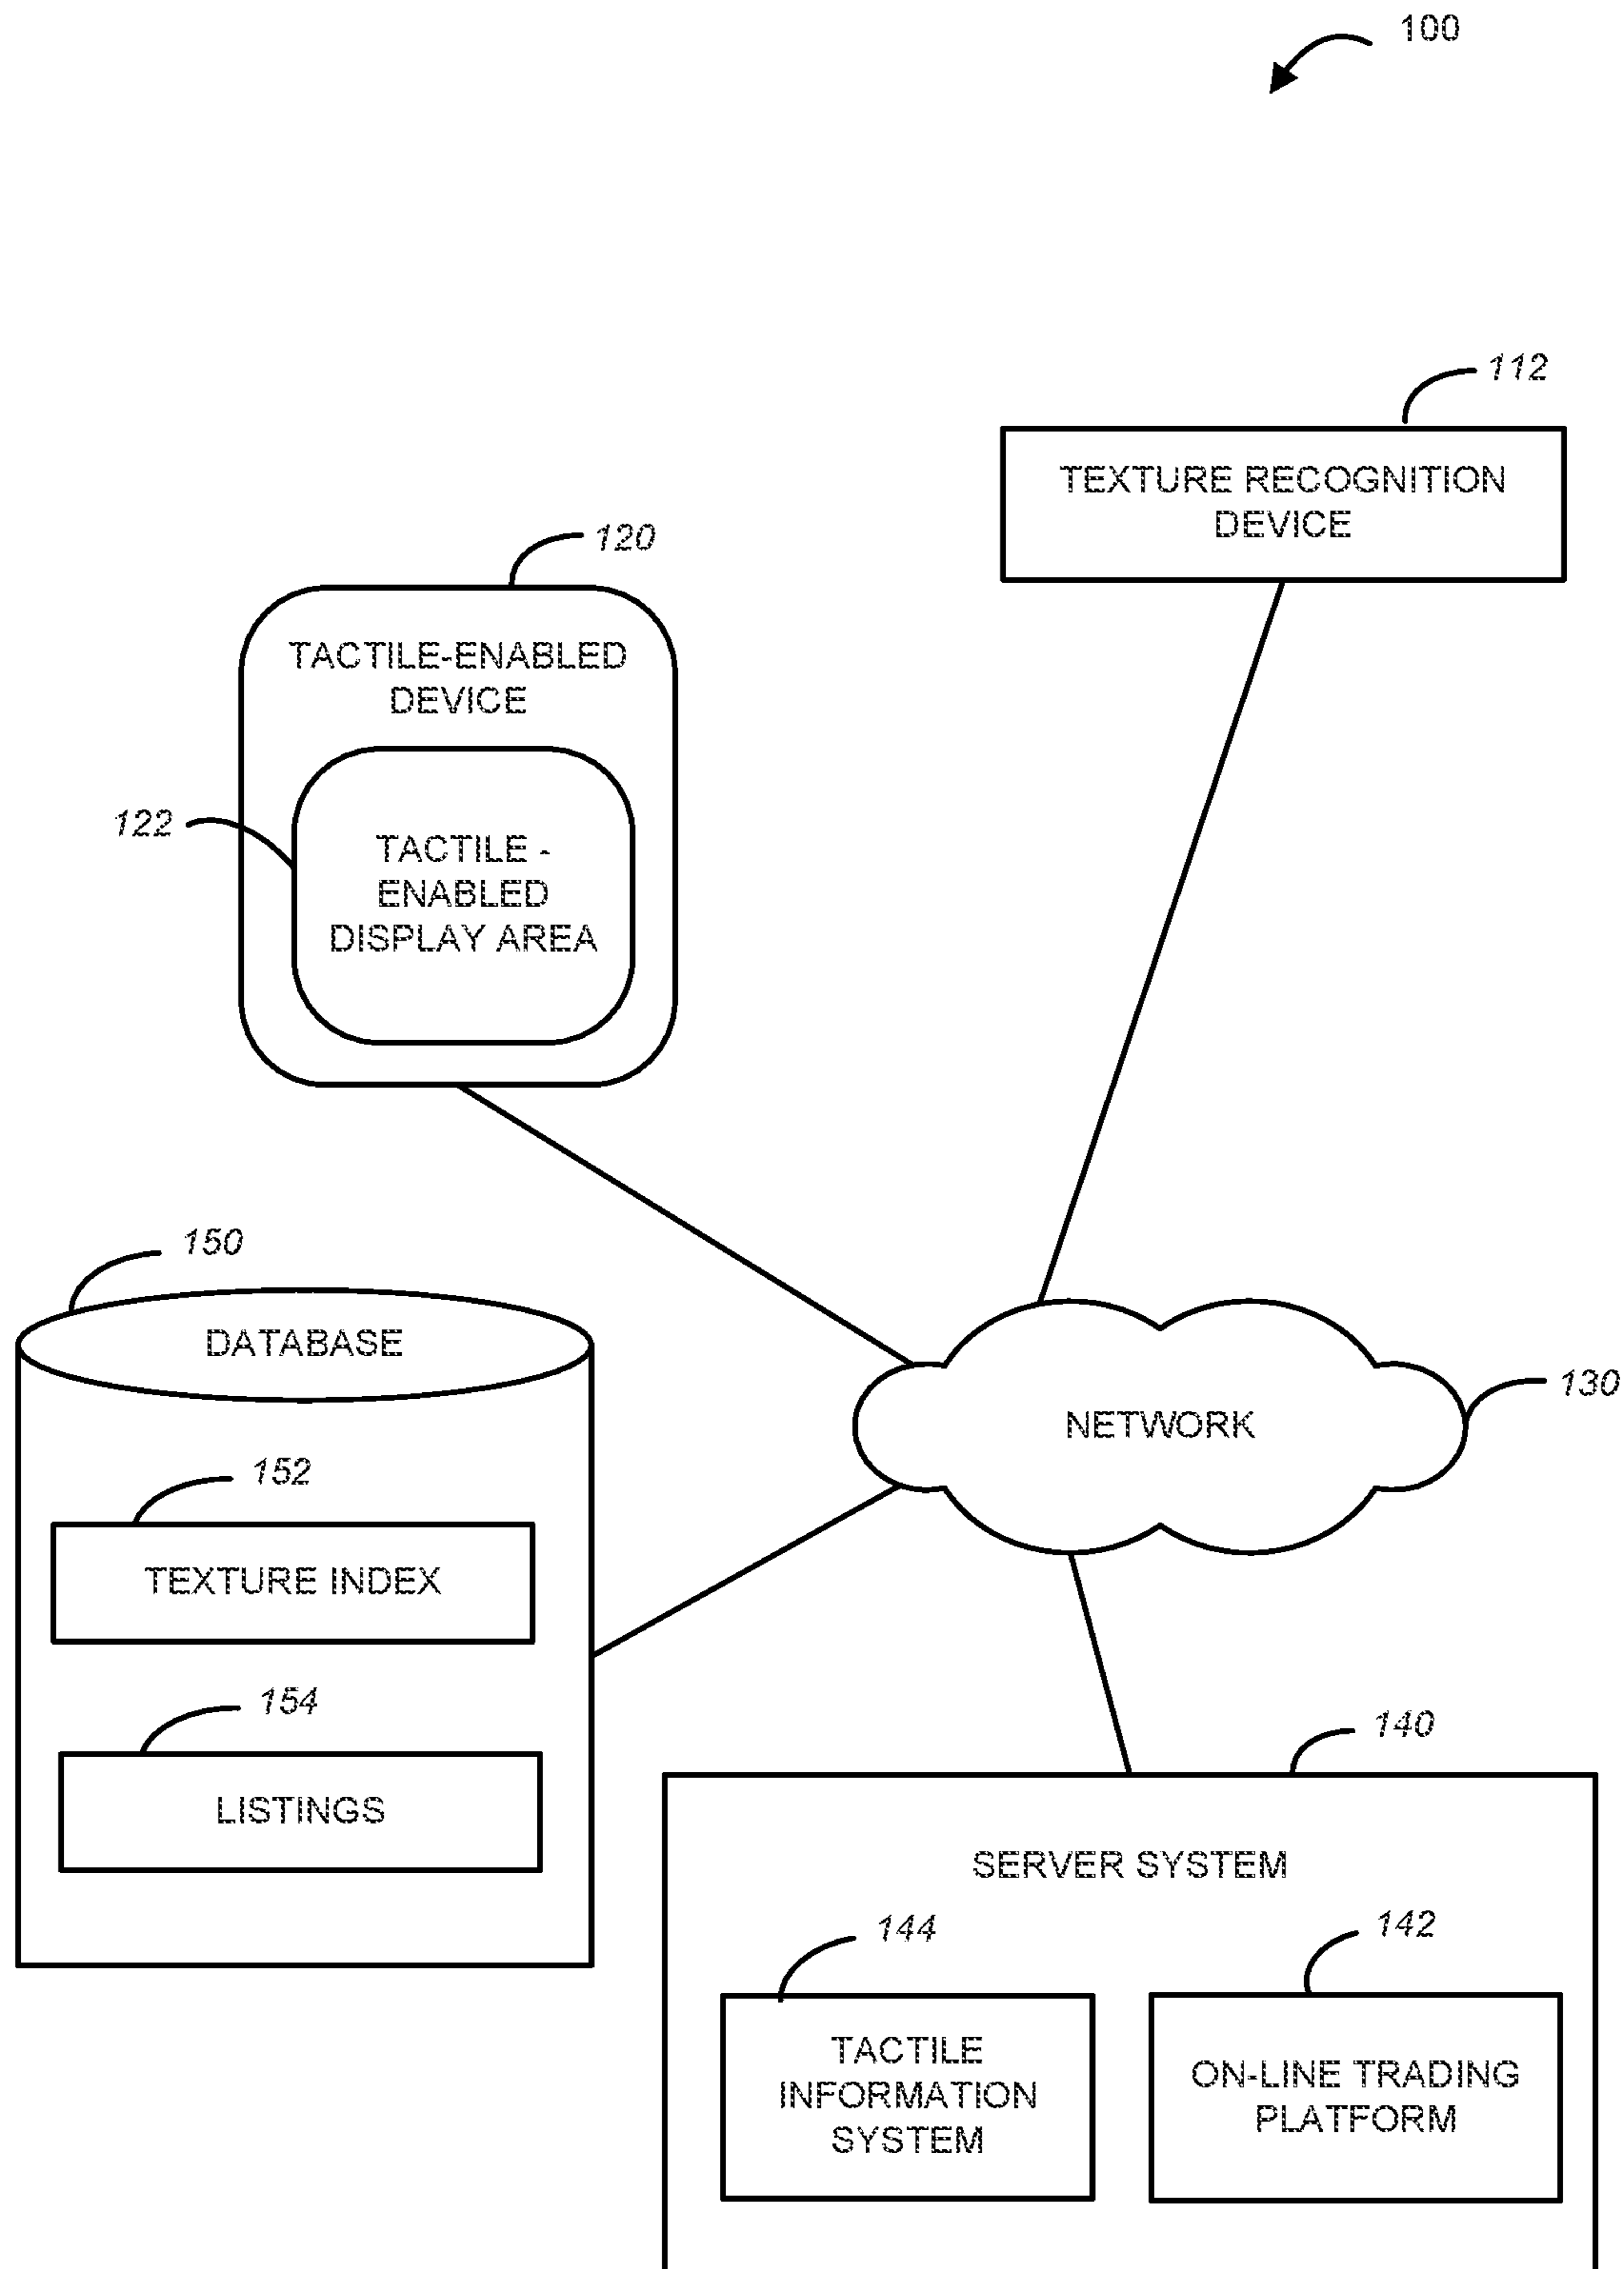 100
112
TEXTURE RECOGNITION
DEVICE
120
TACTILE-ENABLED
DEVICE
122
TACTILE -
ENABLED
DISPLAY AREA
150
DATABASE
130
NETWORK
152
TEXTURE INDEX
154
LISTINGS
140
SERVER SYSTEM
144
142
TACTILE
INFORMATION
SYSTEM
ON-LINE TRADING
PLATFORM